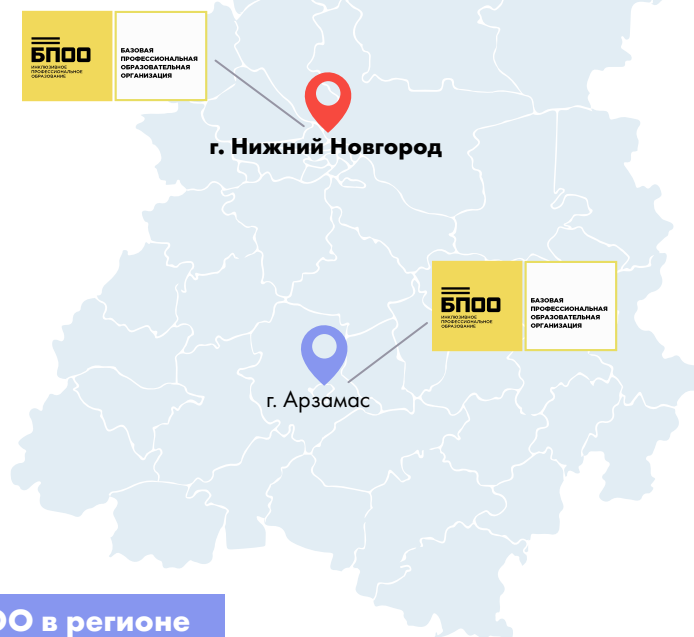 БПОО
ИНКЛЮЗИВНОЕ
ПРОФЕССИОНАЛЬНОЕ
ОБРАЗОВАНИЕ
БАЗОВАЯ
ПРОФЕССИОНАЛЬНАЯ
ОБРАЗОВАТЕЛЬНАЯ
ОРГАНИЗАЦИЯ
г. Нижний Новгород
БПОО
ИНКЛЮЗИВНОЕ
ПРОФЕССИОНАЛЬНОЕ
ОБРАЗОВАНИЕ
БАЗОВАЯ
ПРОФЕССИОНАЛЬНАЯ
ОБРАЗОВАТЕЛЬНАЯ
ОРГАНИЗАЦИЯ
г. Арзамас
в регионе